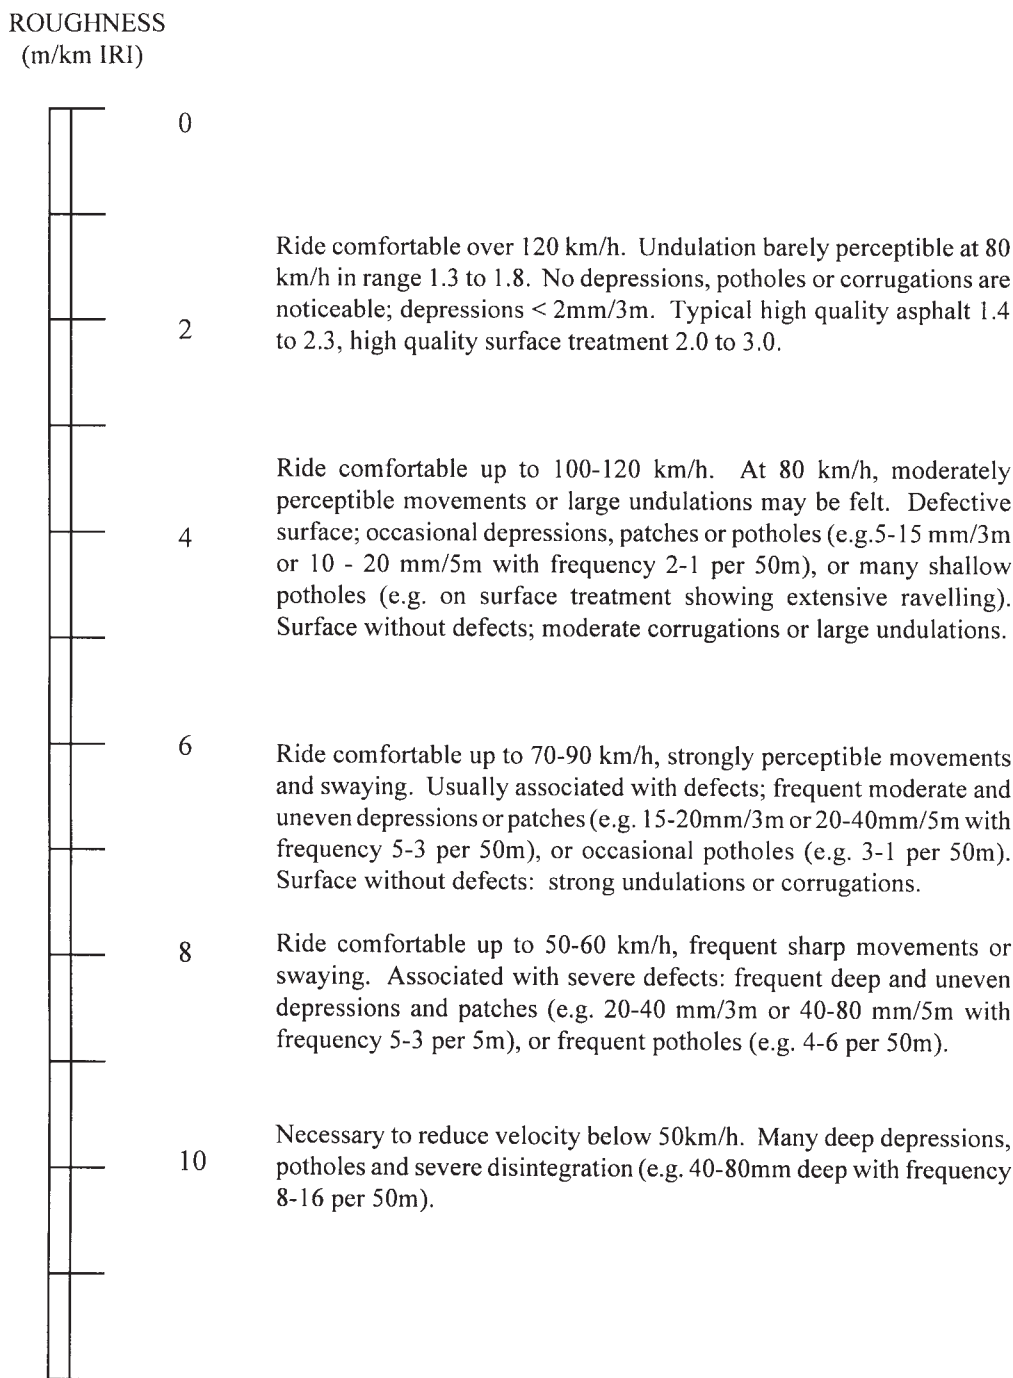 ROUGHNESS
(m/km IRI)
0
Ride comfortable over 120 km/h. Undulation barely perceptible at 80
km/h in range 1.3 to 1.8. No depressions, potholes or corrugations are
noticeable; depressions < 2mm/3m. Typical high quality asphalt 1.4
2
to 2.3, high quality surface treatment 2.0 to 3.0.
Ride comfortable up to 100-120 km/h. At 80 km/h, moderately
perceptible movements or large undulations may be felt. Defective
4
surface; occasional depressions, patches or potholes (e.g.5-15 mm/3m
or 10 - 20 mm/5m with frequency 2-1 per 50m), or many shallow
potholes (e.g. on surface treatment showing extensive ravelling).
Surface without defects; moderate corrugations or large undulations.
6
Ride comfortable up to 70-90 km/h, strongly perceptible movements
and swaying. Usually associated with defects; frequent moderate and
uneven depressions or patches (e.g. 15-20mm/3m or 20-40mm/5m with
frequency 5-3 per 50m), or occasional potholes (e.g. 3-1 per 50m).
Surface without defects: strong undulations or corrugations.
8
Ride comfortable up to 50-60 km/h, frequent sharp movements or
swaying. Associated with severe defects: frequent deep and uneven
depressions and patches (e.g. 20-40 mm/3m or 40-80 mm/5m with
frequency 5-3 per 5m), or frequent potholes (e.g. 4-6 per 50m).
Necessary to reduce velocity below 50km/h. Many deep depressions,
10
potholes and severe disintegration (e.g. 40-80mm deep with frequency
8-16 per 50m).